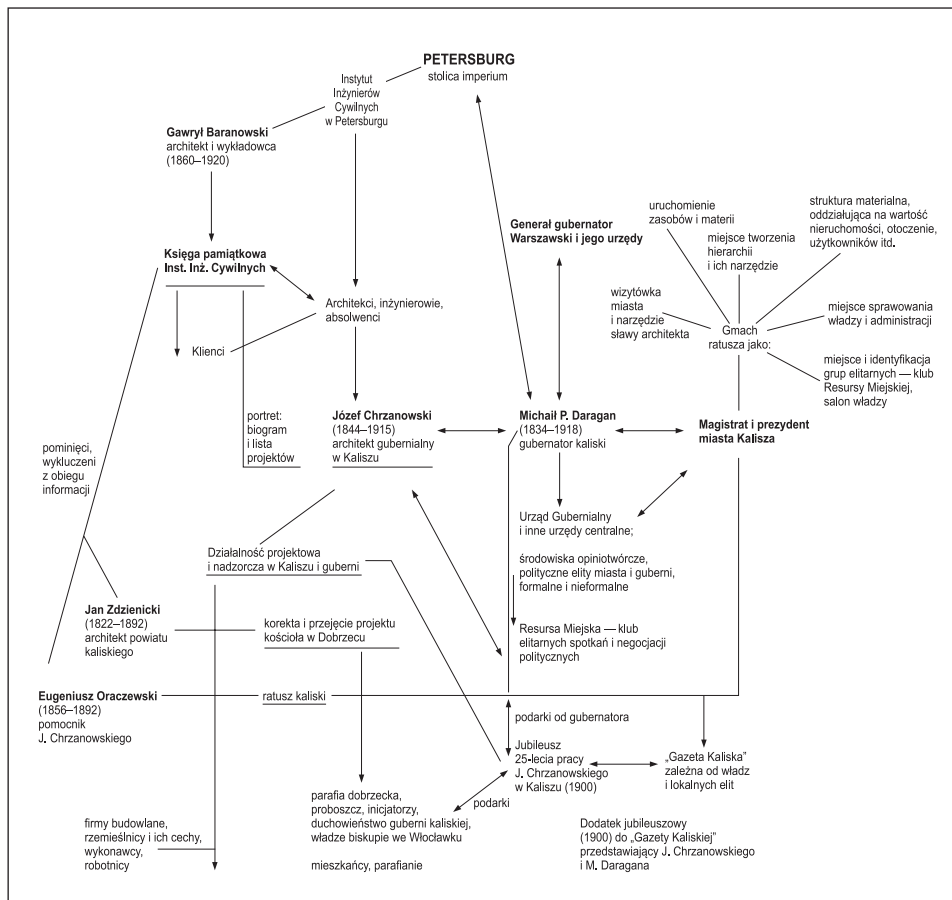 PETERSBURG
stolica imperium
Instytut
Inżynierów
Cywilnych
w Petersburgu
Gawrył Baranowski
architekt i wykładowca
(1860–1920)
Księga pamiątkowa
Inst. Inż. Cywilnych
Generał gubernator
Warszawski i jego urzędy
uruchomienie
zasobów i materii
miejsce tworzenia
hierarchii
i ich narzędzie
struktura materialna,
oddziałująca na wartość
nieruchomości, otoczenie,
użytkowników itd.
wizytówka
miasta
i narzędzie
sławy architekta
Gmach
ratusza jako:
miejsce sprawowania
władzy i administracji
miejsce i identyfikacja
grup elitarnych — klub
Resursy Miejskiej,
salon władzy
Architekci, inżynierowie,
absolwenci
Klienci
portret:
biogram
i lista
projektów
Józef Chrzanowski
(1844–1915)
architekt gubernialny
w Kaliszu
Michaił P. Daragan
(1834–1918)
gubernator kaliski
Magistrat i prezydent
miasta Kalisza
pominięci,
wykluczeni
z obiegu
informacji
Urząd Gubernialny
i inne urzędy centralne;
środowiska opiniotwórcze,
polityczne elity miasta i guberni,
formalne i nieformalne
Działalność projektowa
i nadzorcza w Kaliszu i guberni
Jan Zdzienicki
(1822–1892)
architekt powiatu
kaliskiego
korekta i przejęcie projektu
kościoła w Dobrzecu
Resursa Miejska — klub
elitarnych spotkań i negocjacji
politycznych
Eugeniusz Oraczewski
(1856–1892)
pomocnik
J. Chrzanowskiego
ratusz kaliski
podarki od gubernatora
Jubileusz
25-lecia pracy
J. Chrzanowskiego
w Kaliszu (1900)
„Gazeta Kaliska”
zależna od władz
i lokalnych elit
podarki
parafia dobrzecka,
proboszcz, inicjatorzy,
duchowieństwo guberni kaliskiej,
władze biskupie we Włocławku
mieszkańcy, parafianie
firmy budowlane,
rzemieślnicy i ich cechy,
wykonawcy,
robotnicy
Dodatek jubileuszowy
(1900) do „Gazety Kaliskiej”
przedstawiający J. Chrzanowskiego
i M. Daragana